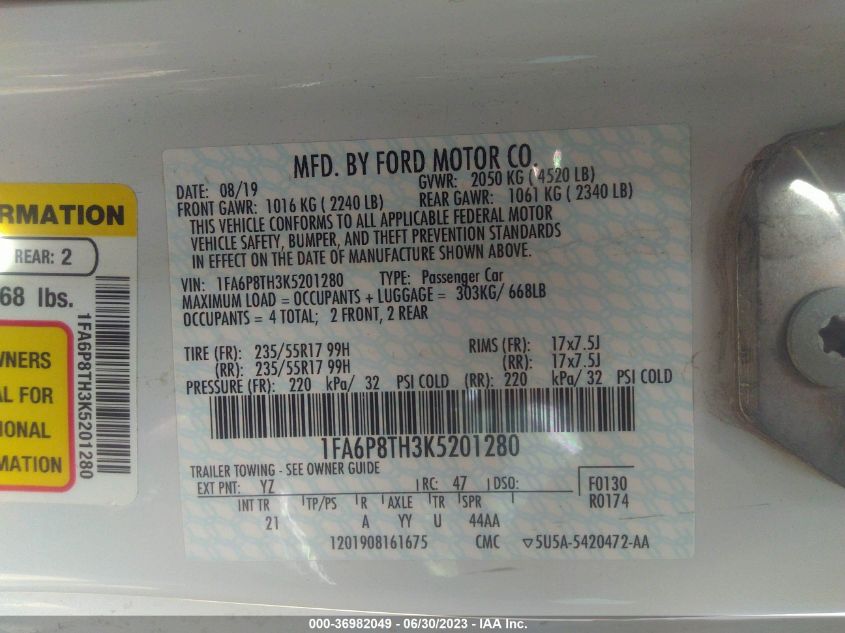 MFD. BY FORD MOTOR CO.
DATE: 08/19 GVWR: 2050 KG ( 4520 LB)
FRONT GAWR: 1016 KG ( 2240 LB) REAR GAWR: 1061 KG ( 2340 LB)
THIS VEHICLE CONFORMS TO ALL APPLICABLE FEDERAL MOTOR
VEHICLE SAFETY, BUMPER, AND THEFT PREVENTION STANDARDS
IN EFFECT ON THE DATE OF MANUFACTURE SHOWN ABOVE.
VIN: 1FA6P8TH3K5201280 TYPE: Passenger Car
MAXIMUM LOAD = OCCUPANTS + LUGGAGE = 303KG/ 668LB
OCCUPANTS = 4 TOTAL; 2 FRONT, 2 REAR
TIRE (FR): 235/55R17 99H RIMS (FR): 17x7.5J
(RR): 235/55R17 99H (RR): 17x7.5J
PRESSURE (FR): 220 kPa/ 32 PSI COLD (RR): 220 kPa/ 32 PSI COLD
1FA6P8TH3K5201280
TRAILER TOWING - SEE OWNER GUIDE
EXT PNT: YZ RC: 47 DSO: F0130
R0174
INT TR TP/PS R AXLE TR SPR
21 A YY U 44AA
1201908161675 CMC ▽5U5A-5420472-AA
RMATION
REAR: 2
68 lbs.
WNERS
AL FOR
IONAL
MATION
1FA6P8TH3K5201280
000-36982049 - 06/30/2023 - IAA Inc.